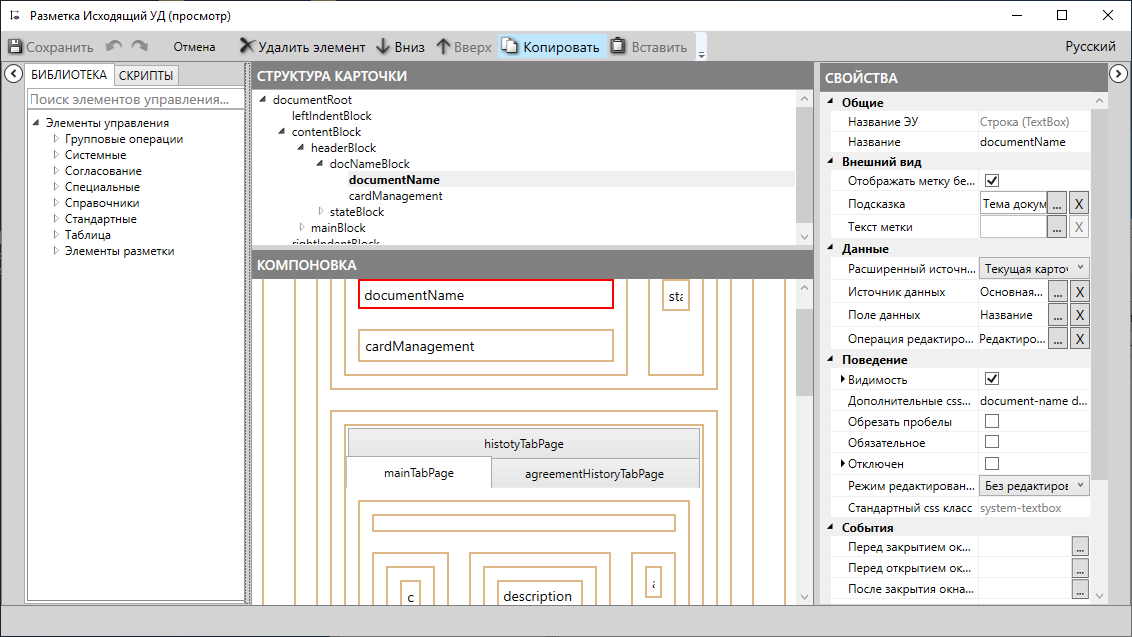 Разметка Исходящий УД (просмотр)
Сохранить Отмена Удалить элемент Вниз Вверх Копировать Вставить Русский
БИБЛИОТЕКА СКРИПТЫ
Поиск элементов управления...
Элементы управления
Групповые операции
Системные
Согласование
Специальные
Справочники
Стандартные
Таблица
Элементы разметки
СТРУКТУРА КАРТОЧКИ
documentRoot
leftIndentBlock
contentBlock
headerBlock
docNameBlock
documentName
cardManagement
stateBlock
mainBlock
rightIndentBlock
КОМПОНОВКА
documentName sta
cardManagement
histotyTabPage
mainTabPage agreementHistoryTabPage
c description a
СВОЙСТВА
Общие
Название ЭУ Строка (TextBox)
Название documentName
Внешний вид
Отображать метку бе...
Подсказка Тема докум ... X
Текст метки ... X
Данные
Расширенный источн... Текущая карточ
Источник данных Основная... ... X
Поле данных Название ... X
Операция редактиро... Редактиро... ... X
Поведение
Видимость
Дополнительные css... document-name d...
Обрезать пробелы
Обязательное
Отключен
Режим редактирован... Без редактиров
Стандартный css класс system-textbox
События
Перед закрытием ок... ...
Перед открытием ок... ...
После закрытия окна... ...